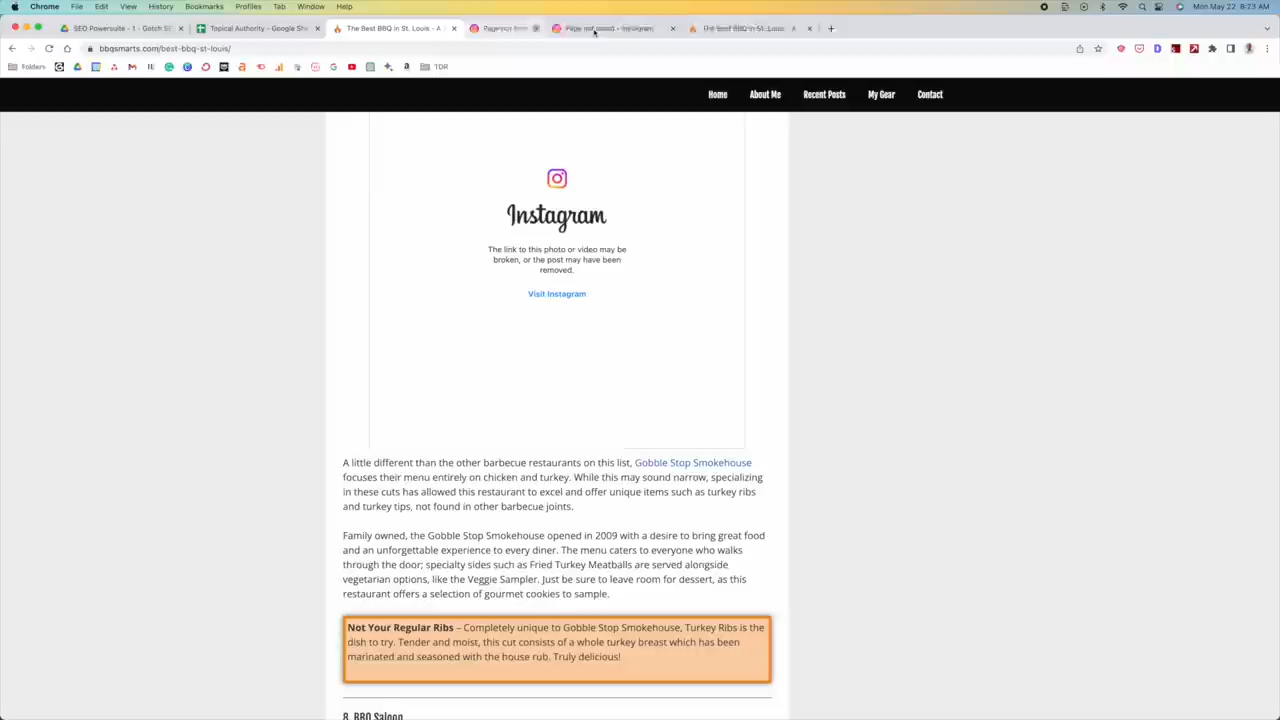 Chrome File Edit View History Bookmarks Profiles Tab Window Help Mon May 22 8:23 AM
SEO Powersuite - 1 - Gotch SE
Topical Authority - Google She
The Best BBQ in St. Louis - A
Page not
Instagram
The Best BBQ in St. Louis - A
bbqsmarts.com/best-bbq-st-louis/
Folders
TDR
Home About Me Recent Posts My Gear Contact
Instagram
The link to this photo or video may be
broken, or the post may have been
removed.
Visit Instagram
A little different than the other barbecue restaurants on this list, Gobble Stop Smokehouse
focuses their menu entirely on chicken and turkey. While this may sound narrow, specializing
in these cuts has allowed this restaurant to excel and offer unique items such as turkey ribs
and turkey tips, not found in other barbecue joints.
Family owned, the Gobble Stop Smokehouse opened in 2009 with a desire to bring great food
and an unforgettable experience to every diner. The menu caters to everyone who walks
through the door; specialty sides such as Fried Turkey Meatballs are served alongside
vegetarian options, like the Veggie Sampler. Just be sure to leave room for dessert, as this
restaurant offers a selection of gourmet cookies to sample.
Not Your Regular Ribs – Completely unique to Gobble Stop Smokehouse, Turkey Ribs is the
dish to try. Tender and moist, this cut consists of a whole turkey breast which has been
marinated and seasoned with the house rub. Truly delicious!
8. BBQ Saloon